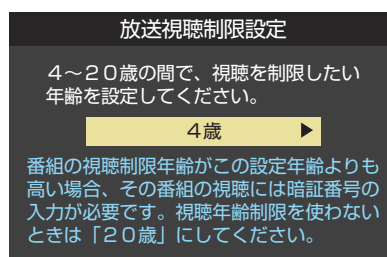 放送視聴制限設定
4～20歳の間で、視聴を制限したい
年齢を設定してください。
4歳 ▶
番組の視聴制限年齢がこの設定年齢よりも
高い場合、その番組の視聴には暗証番号の
入力が必要です。視聴年齢制限を使わない
ときは「20歳」にしてください。